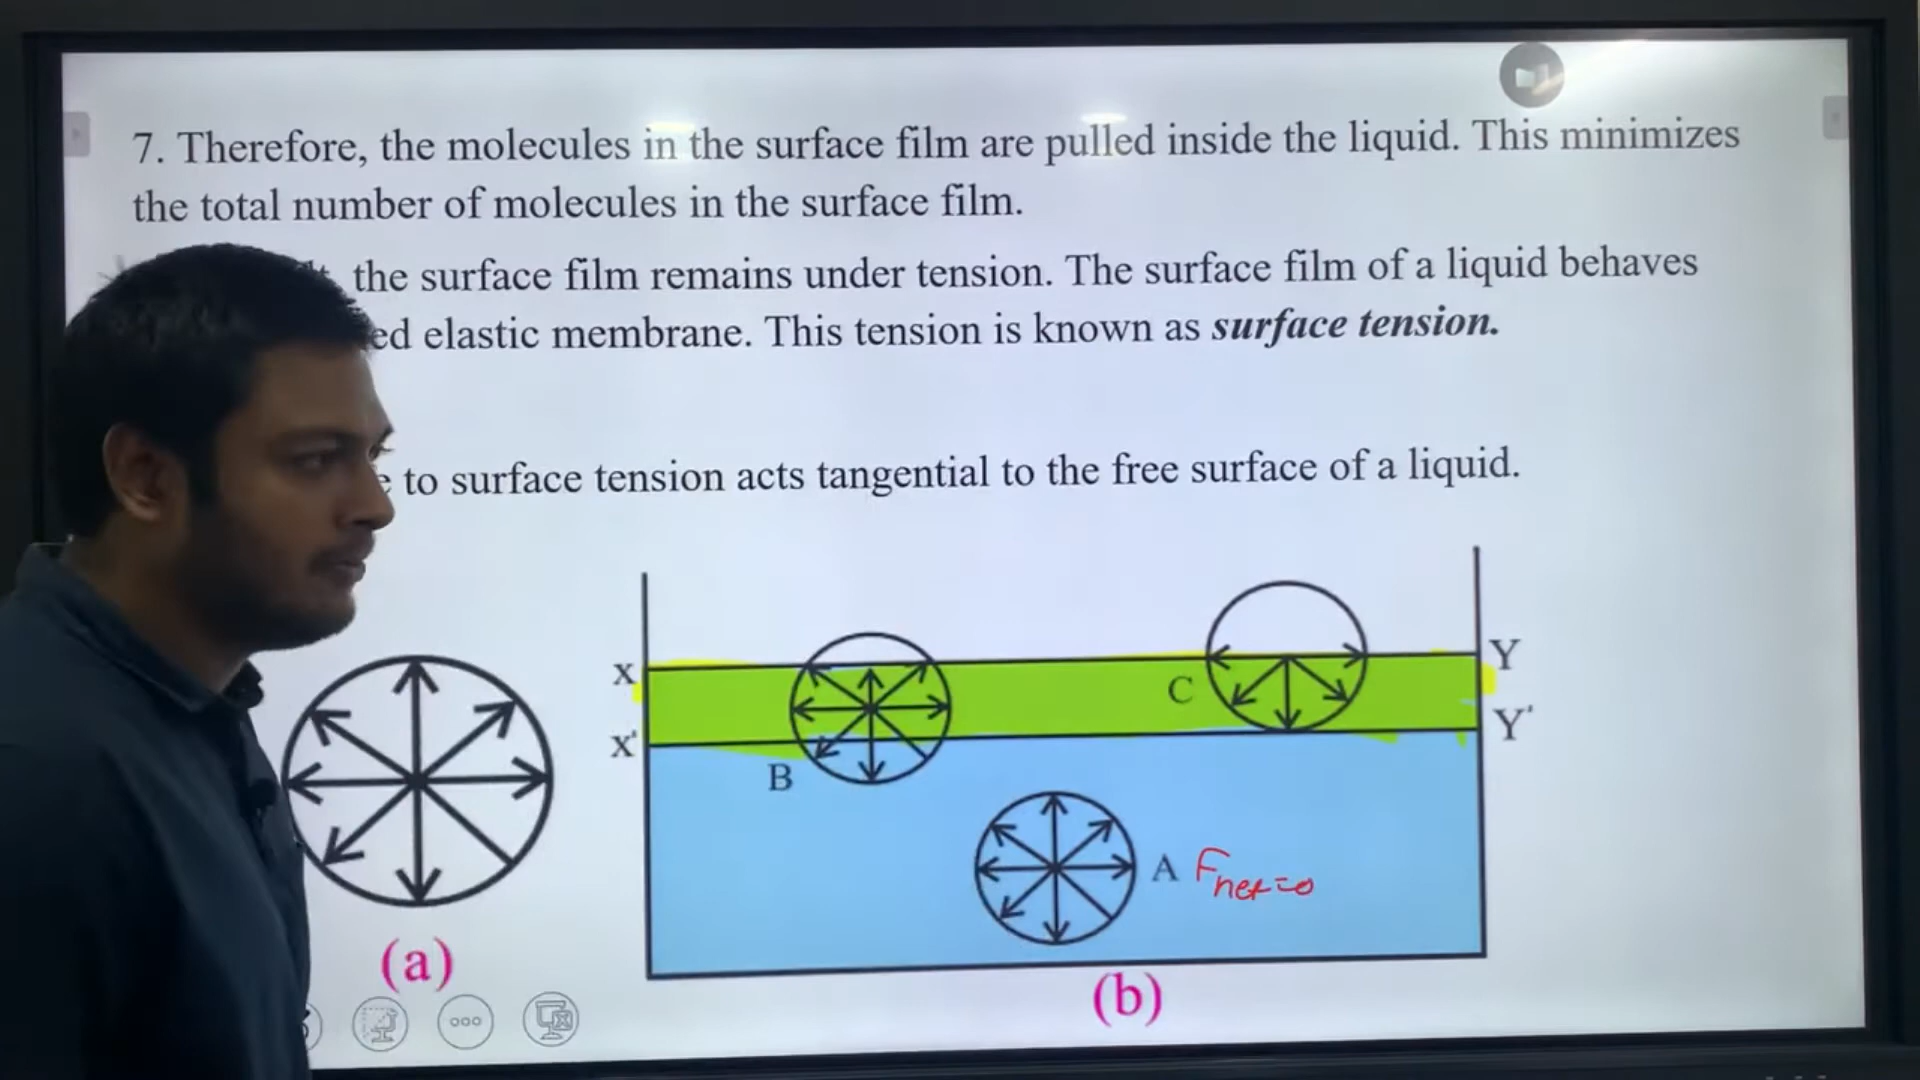 7. Therefore, the molecules in the surface film are pulled inside the liquid. This minimizes
the total number of molecules in the surface film.
the surface film remains under tension. The surface film of a liquid behaves
ed elastic membrane. This tension is known as surface tension.
to surface tension acts tangential to the free surface of a liquid.
X
Y
C
X'
Y'
B
A Fnet=0
(a)
(b)